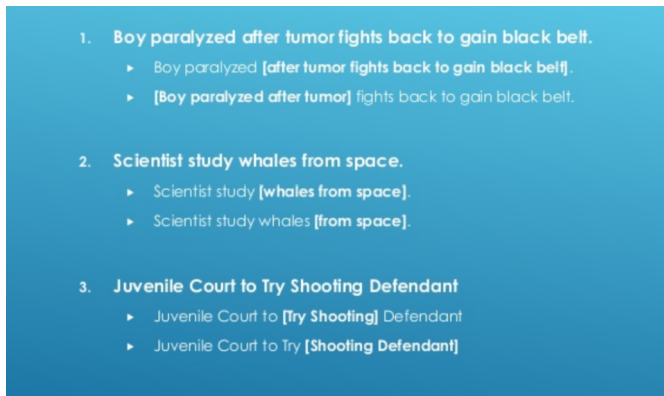 1. Boy paralyzed after tumor fights back to gain black belt.
▸ Boy paralyzed [after tumor fights back to gain black belt].
▸ [Boy paralyzed after tumor] fights back to gain black belt.
2. Scientist study whales from space.
▸ Scientist study [whales from space].
▸ Scientist study whales [from space].
3. Juvenile Court to Try Shooting Defendant
▸ Juvenile Court to [Try Shooting] Defendant
▸ Juvenile Court to Try [Shooting Defendant]